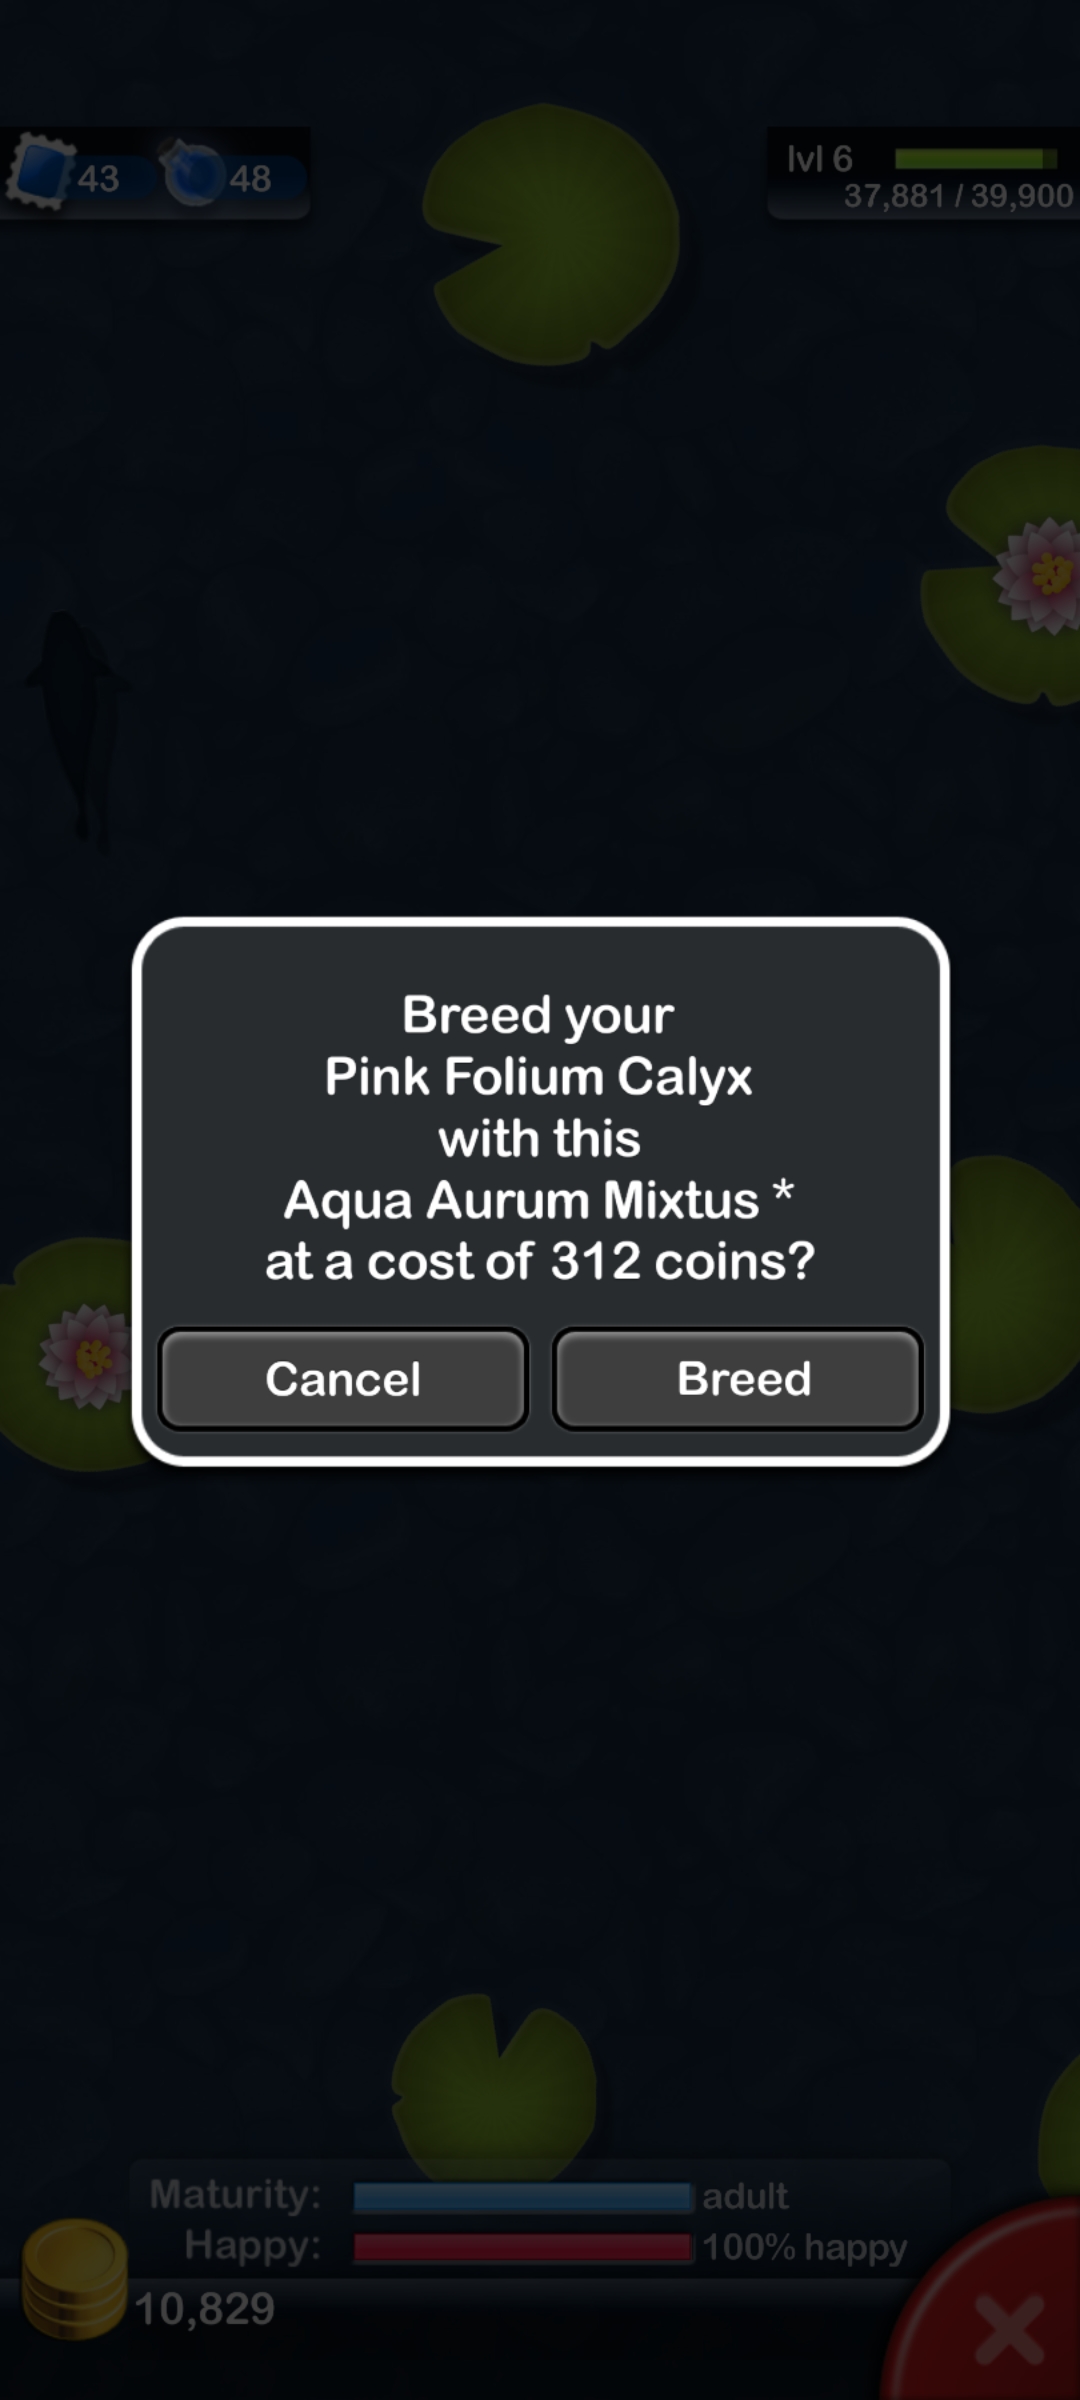 43
48
lvl 6
37,881 / 39,900
Breed your
Pink Folium Calyx
with this
Aqua Aurum Mixtus *
at a cost of 312 coins?
Cancel
Breed
Maturity: adult
Happy: 100% happy
10,829